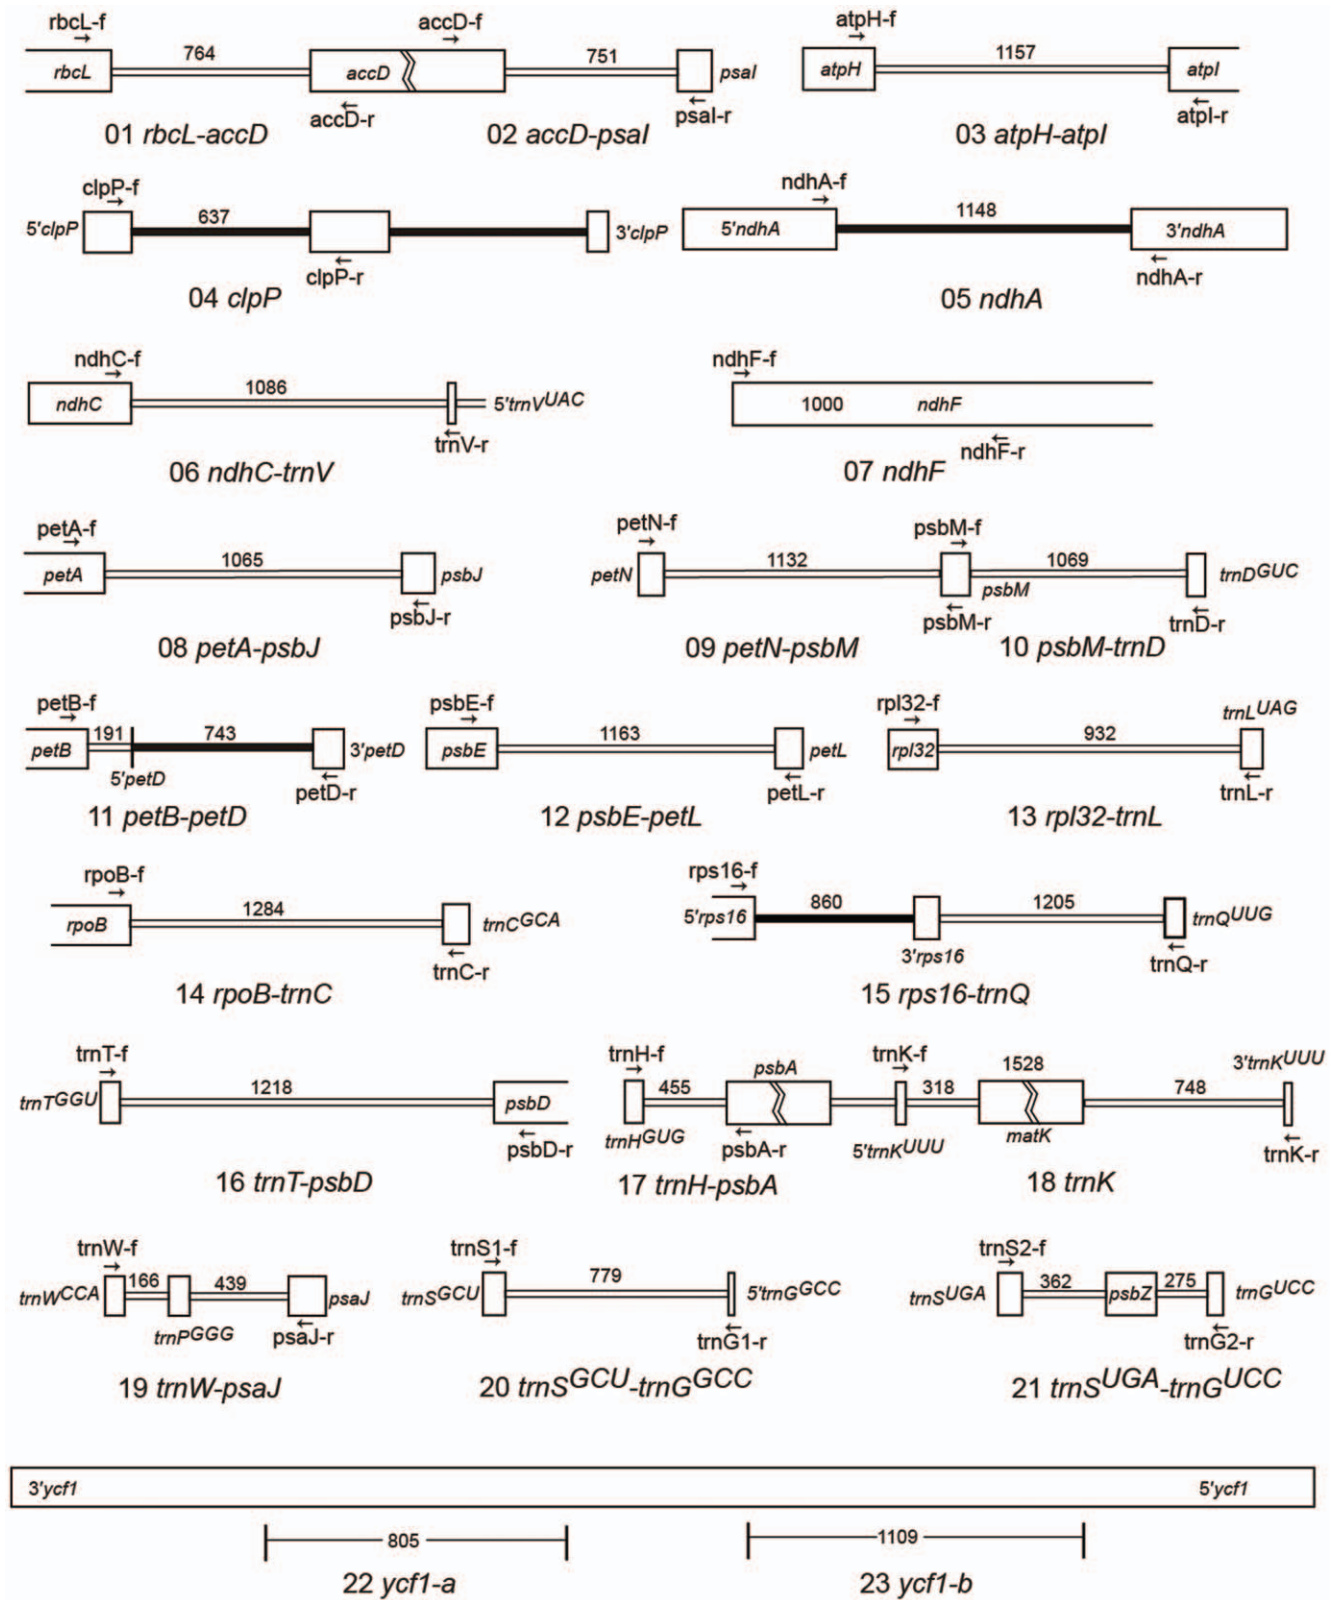 rbcL-f accD-f atpH-f
764 751 1157
rbcL accD psaI atpH atpI
accD-r psaI-r atpI-r
01 rbcL-accD 02 accD-psaI 03 atpH-atpI
clpP-f ndhA-f
637 1148
5'clpP 3'clpP 5'ndhA 3'ndhA
clpP-r ndhA-r
04 clpP 05 ndhA
ndhC-f ndhF-f
1086
ndhC 5'trnVUAC 1000 ndhF
trnV-r ndhF-r
06 ndhC-trnV 07 ndhF
petA-f petN-f psbM-f
1065 1132 1069
petA psbJ petN psbM trnDGUC
psbJ-r psbM-r trnD-r
08 petA-psbJ 09 petN-psbM 10 psbM-trnD
petB-f psbE-f rpl32-f trnLUAG
191 743 1163 932
petB 5'petD 3'petD psbE petL rpl32
petD-r petL-r trnL-r
11 petB-petD 12 psbE-petL 13 rpl32-trnL
rpoB-f rps16-f
1284 860 1205
rpoB trnCGCA 5'rps16 3'rps16 trnQUUG
trnC-r trnQ-r
14 rpoB-trnC 15 rps16-trnQ
trnT-f trnH-f psbA trnK-f 1528 3'trnKUUU
1218 455 318 748
trnTGGU psbD trnHGUG 5'trnKUUU matK
psbD-r psbA-r trnK-r
16 trnT-psbD 17 trnH-psbA 18 trnK
trnW-f trnS1-f trnS2-f
166 439 779 362 275
trnWCCA trnPGGG psaJ trnSGCU 5'trnGGCC trnSUGA psbZ trnGUCC
psaJ-r trnG1-r trnG2-r
19 trnW-psaJ 20 trnSGCU-trnGGCC 21 trnSUGA-trnGUCC
3'ycf1 5'ycf1
805 1109
22 ycf1-a 23 ycf1-b